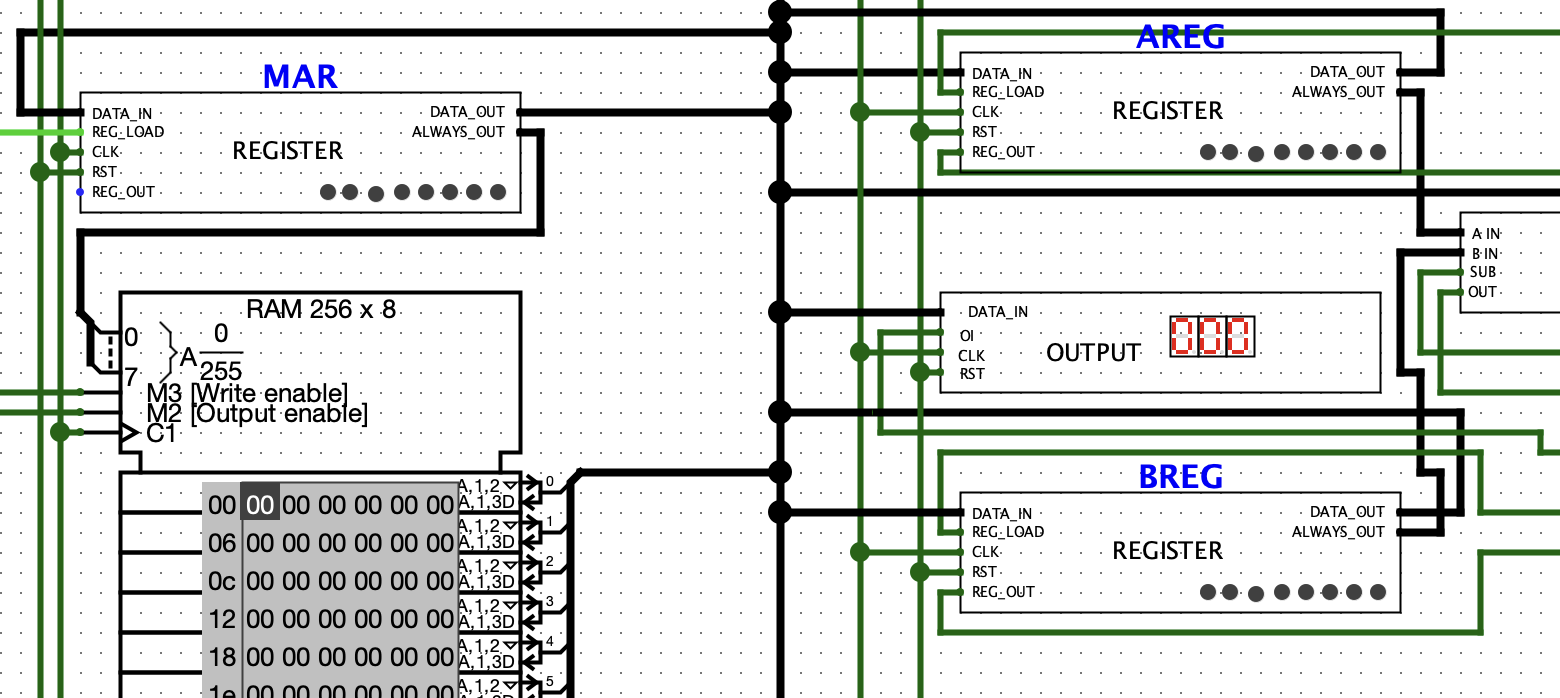 MAR
DATA_IN
REG_LOAD
CLK
RST
REG_OUT
REGISTER
DATA_OUT
ALWAYS_OUT
RAM 256 x 8
0
7
A 0
255
M3 [Write enable]
M2 [Output enable]
C1
00 00 00 00 00 00 00
06 00 00 00 00 00 00
0c 00 00 00 00 00 00
12 00 00 00 00 00 00
18 00 00 00 00 00 00
1e 00 00 00 00 00 00
A,1,2
A,1,3D
0
A,1,2
A,1,3D
1
A,1,2
A,1,3D
2
A,1,2
A,1,3D
3
A,1,2
A,1,3D
4
A,1,2
5
AREG
DATA_IN
REG_LOAD
CLK
RST
REG_OUT
REGISTER
DATA_OUT
ALWAYS_OUT
A IN
B IN
SUB
OUT
DATA_IN
OI
CLK
RST
OUTPUT
000
BREG
DATA_IN
REG_LOAD
CLK
RST
REG_OUT
REGISTER
DATA_OUT
ALWAYS_OUT